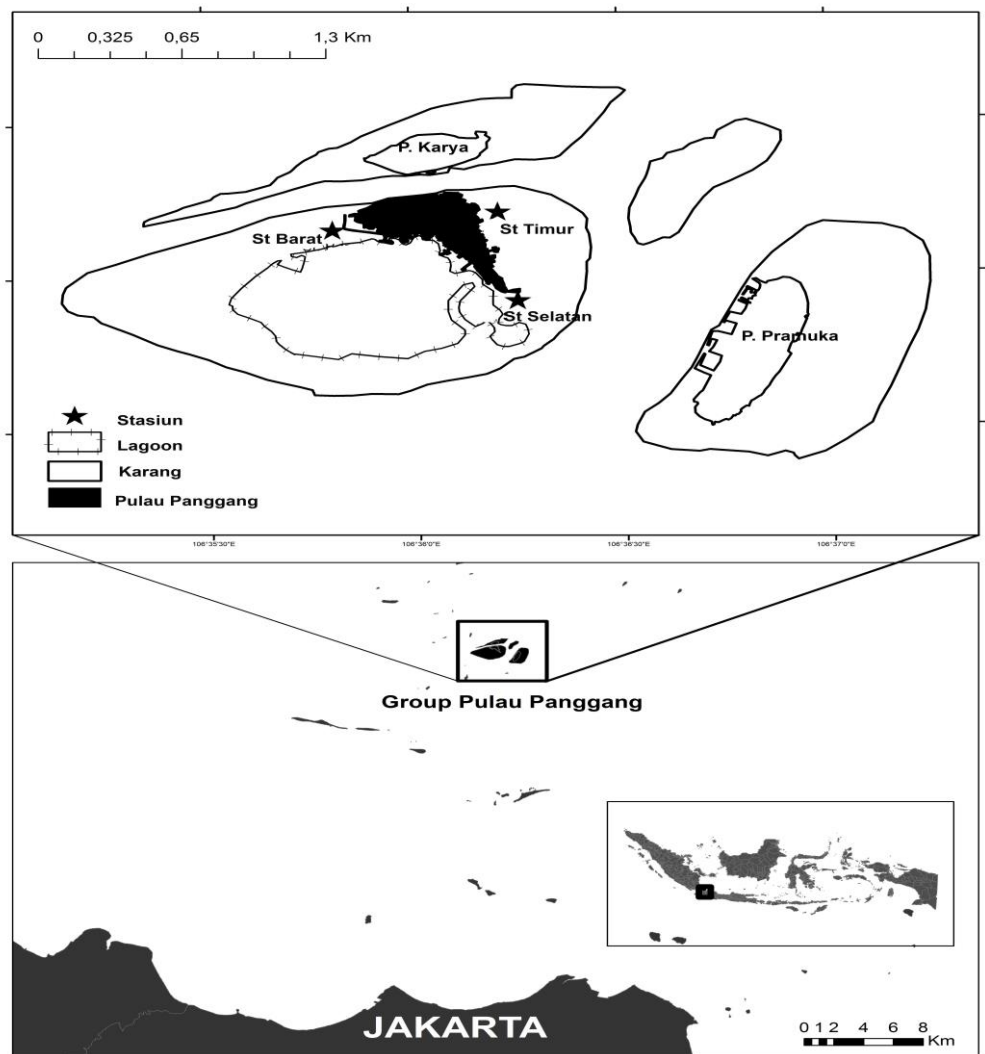 0 0,325 0,65 1,3 Km
P. Karya
St Barat
St Timur
St Selatan
P. Pramuka
Stasiun
Lagoon
Karang
Pulau Panggang
106°35'30"E 106°36'0"E 106°36'30"E 106°37'0"E
Group Pulau Panggang
JAKARTA
0 1 2 4 6 8
Km